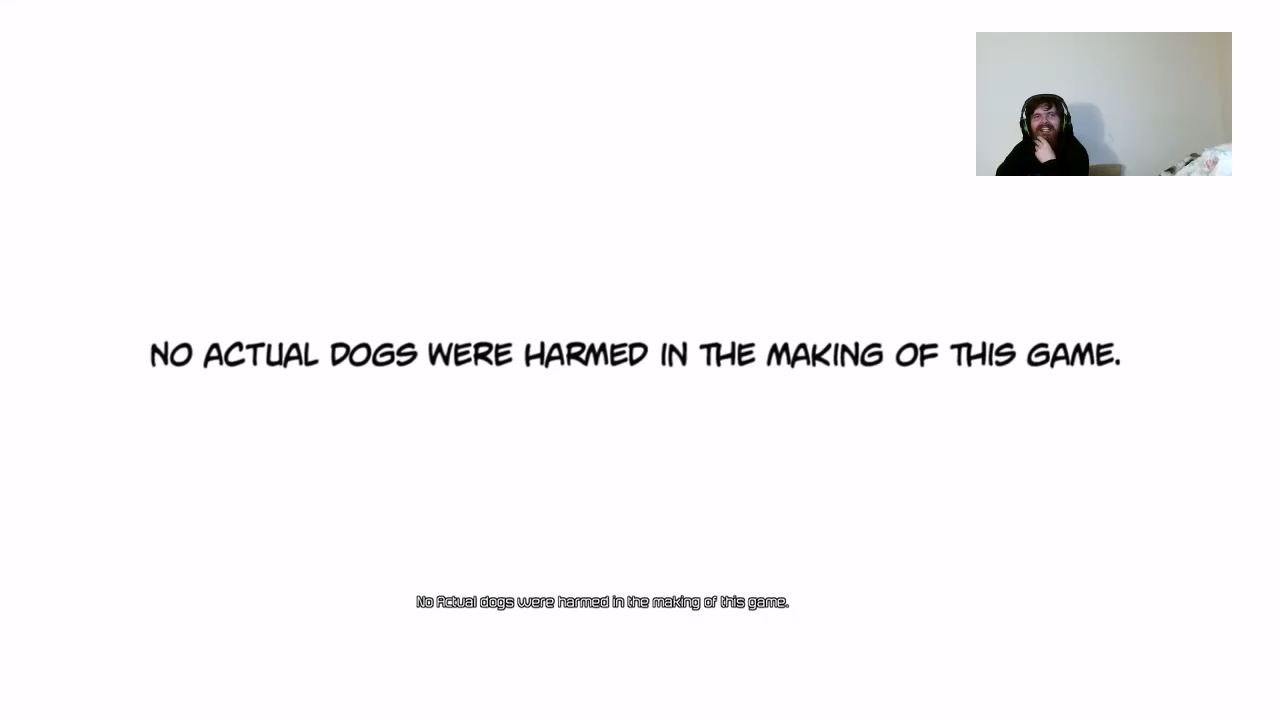 NO ACTUAL DOGS WERE HARMED IN THE MAKING OF THIS GAME.
No Actual dogs were harmed in the making of this game.